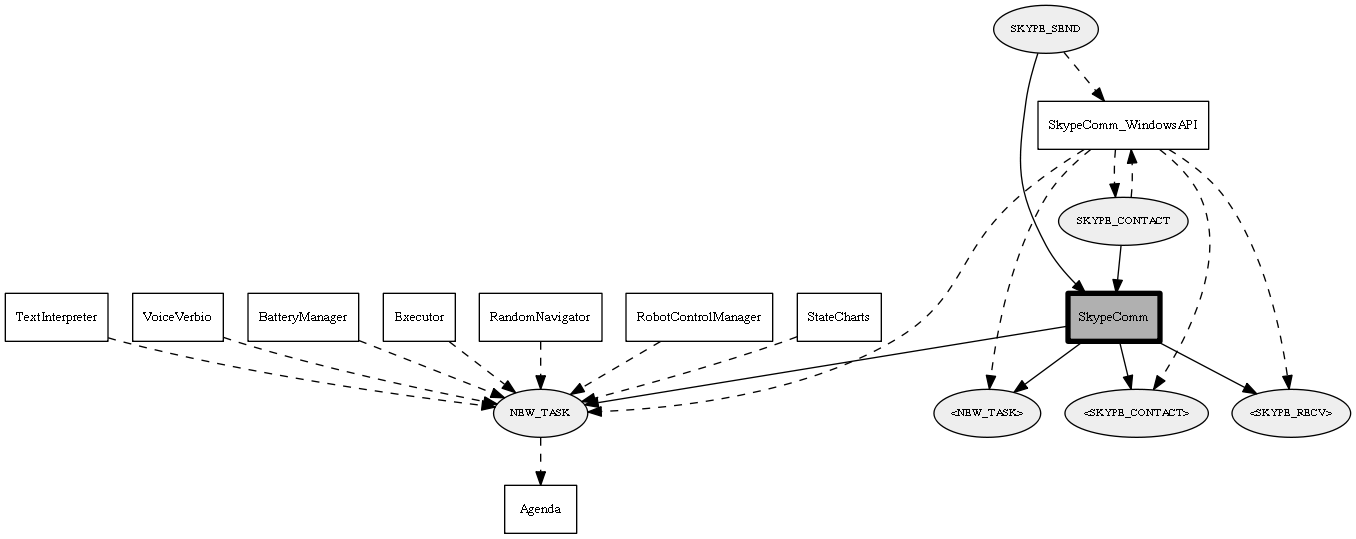 SKYPE_SEND
SkypeComm_WindowsAPI
SKYPE_CONTACT
TextInterpreter
VoiceVerbio
BatteryManager
Executor
RandomNavigator
RobotControlManager
StateCharts
SkypeComm
NEW_TASK
<NEW_TASK>
<SKYPE_CONTACT>
<SKYPE_RECV>
Agenda